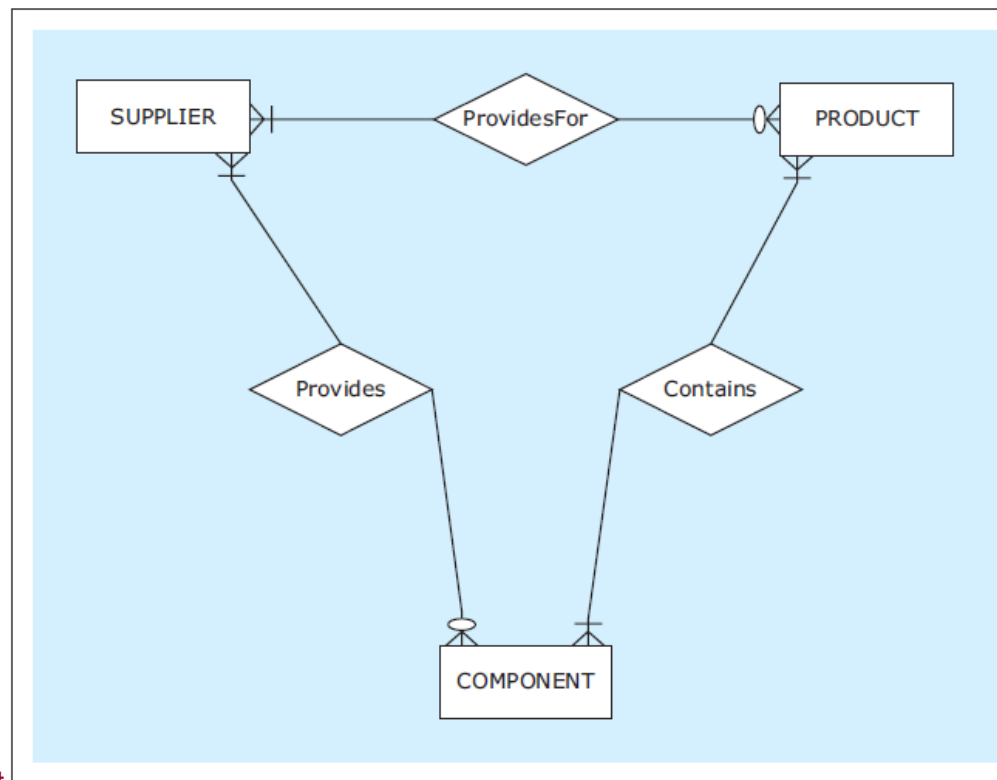 SUPPLIER
ProvidesFor
PRODUCT
Provides
Contains
COMPONENT